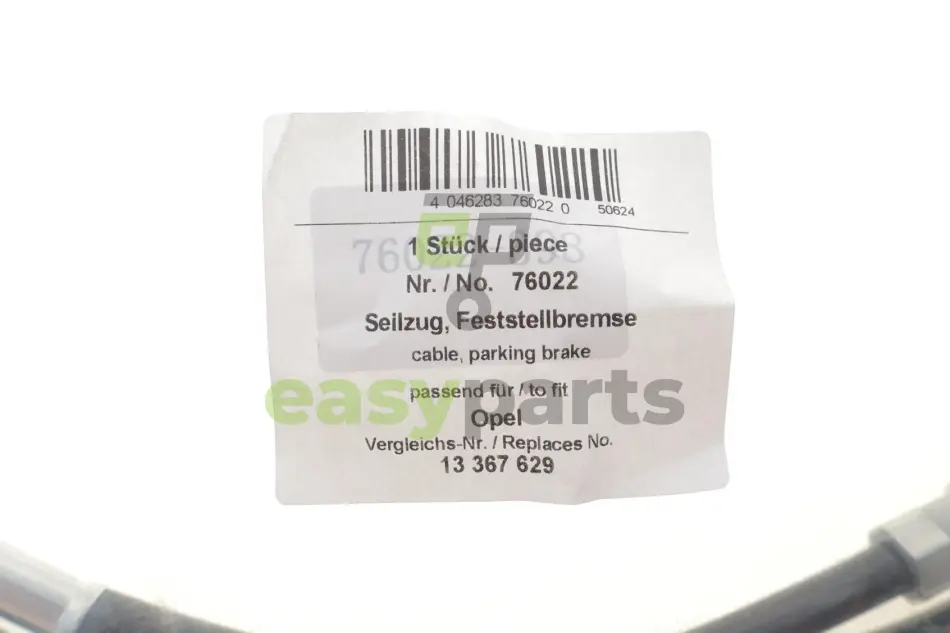 4 046283 76022 0 50624
1 Stück / piece
Nr. / No. 76022
Seilzug, Feststellbremse
cable, parking brake
easyparts
passend für / to fit
Opel
Vergleichs-Nr. / Replaces No.
13 367 629